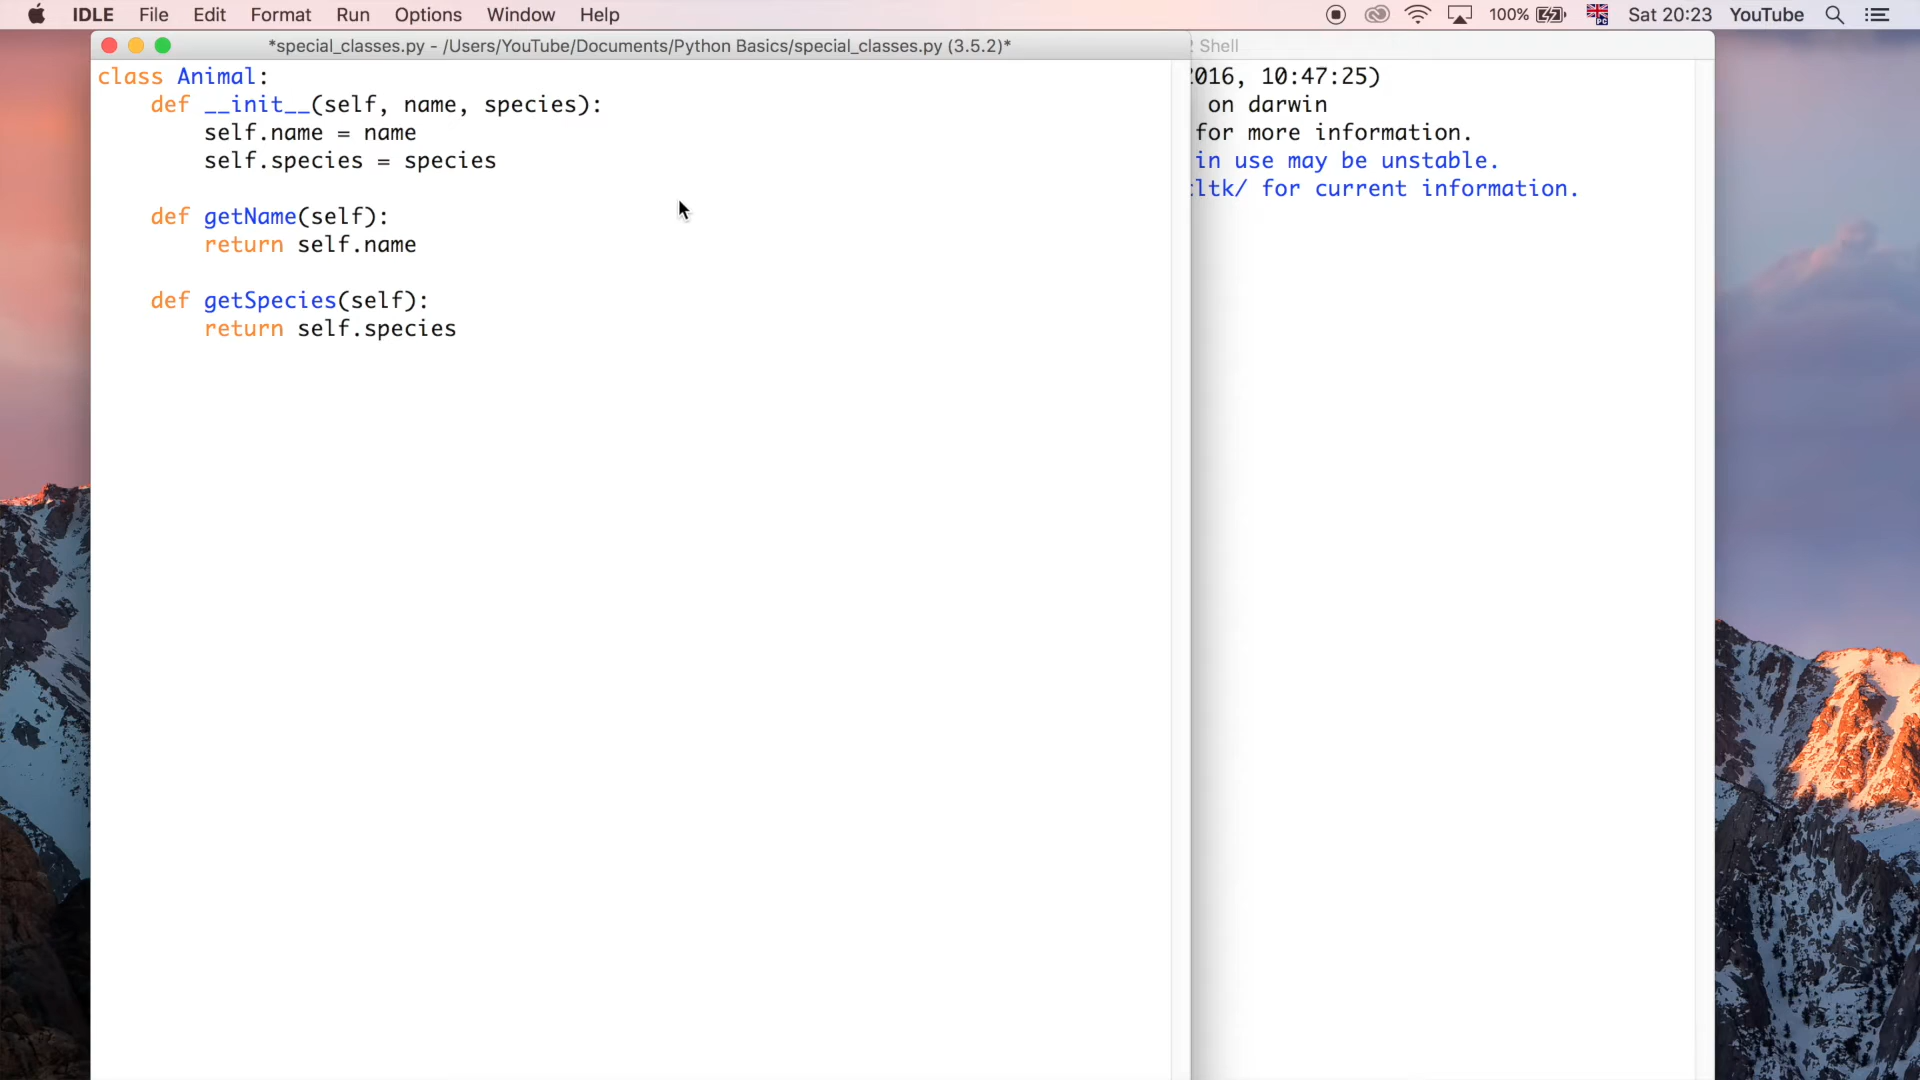 IDLE File Edit Format Run Options Window Help 100% Sat 20:23 YouTube
*special_classes.py - /Users/YouTube/Documents/Python Basics/special_classes.py (3.5.2)*
class Animal:
    def __init__(self, name, species):
        self.name = name
        self.species = species
    def getName(self):
        return self.name
    def getSpecies(self):
        return self.species
Shell
2016, 10:47:25)
on darwin
for more information.
in use may be unstable.
cltk/ for current information.